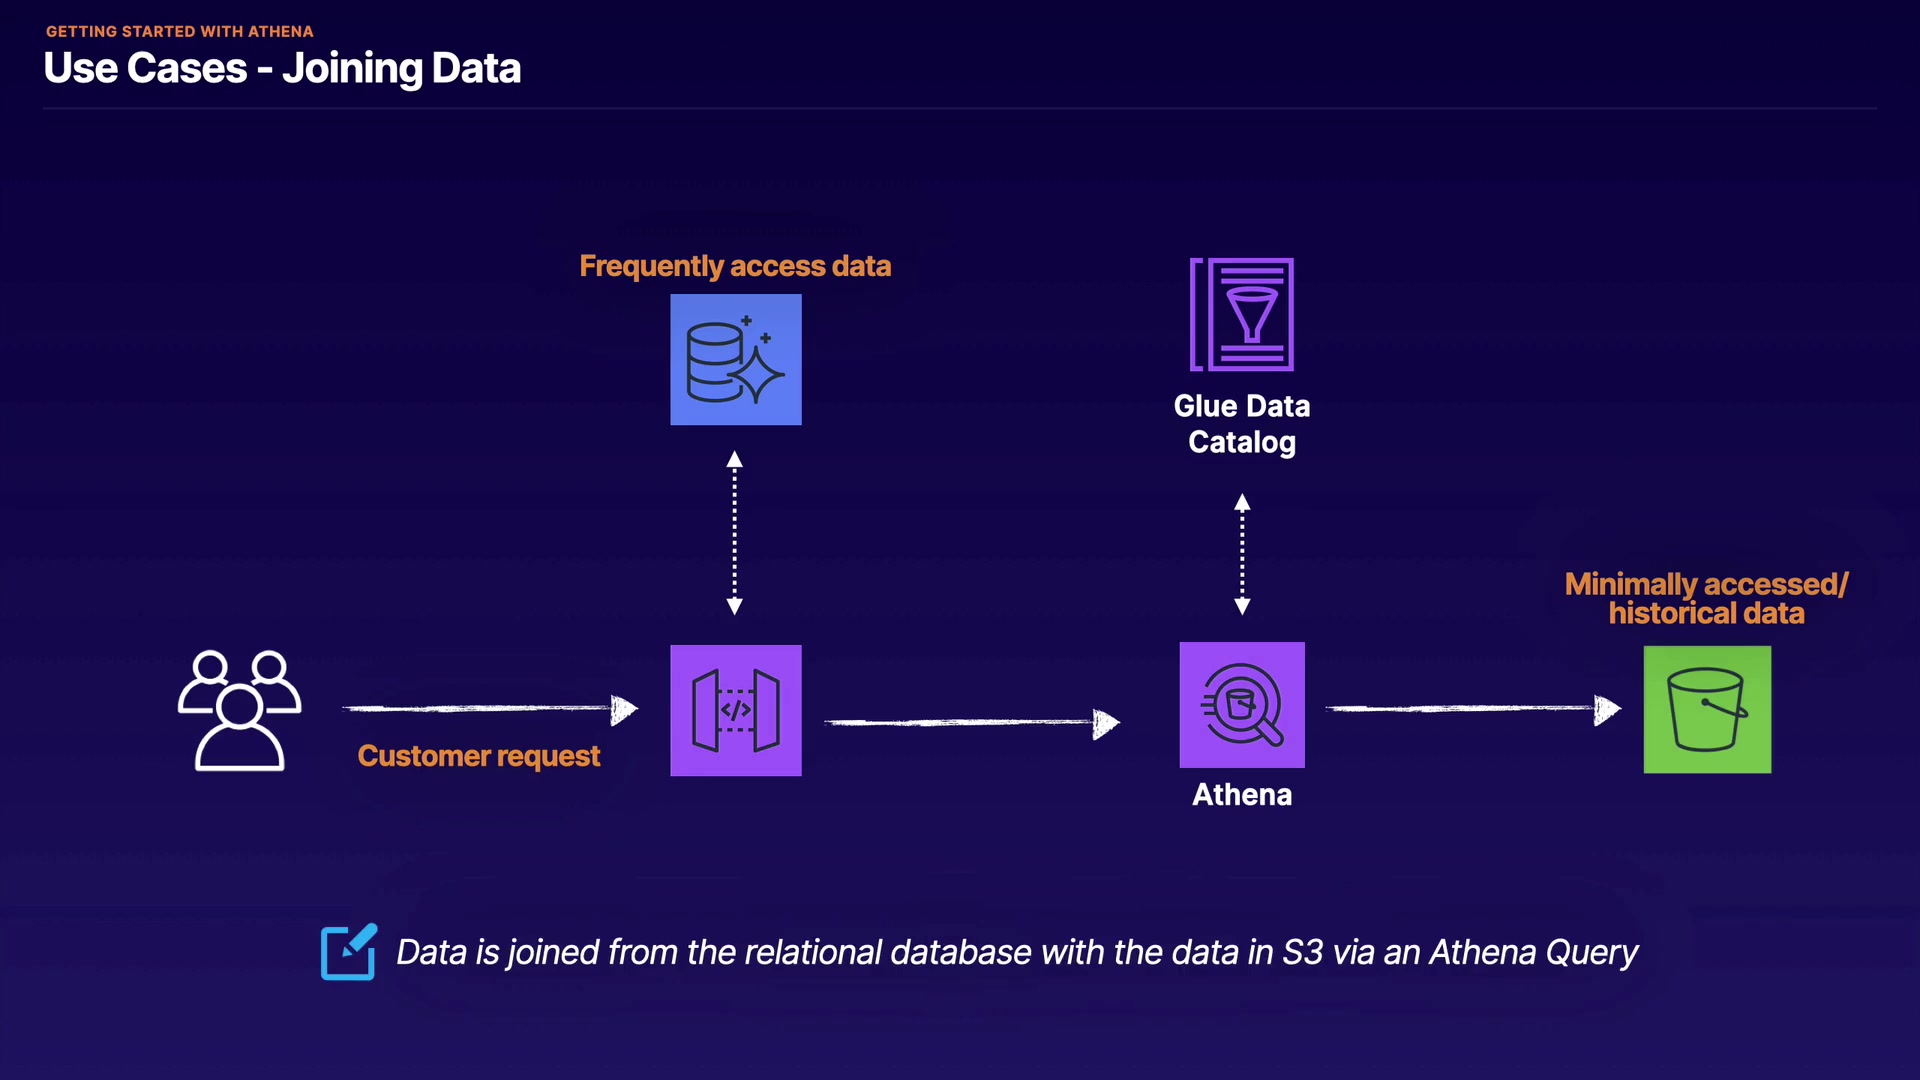 GETTING STARTED WITH ATHENA
Use Cases - Joining Data
Frequently access data
Glue Data
Catalog
Minimally accessed/
historical data
Customer request
</>
Athena
Data is joined from the relational database with the data in S3 via an Athena Query